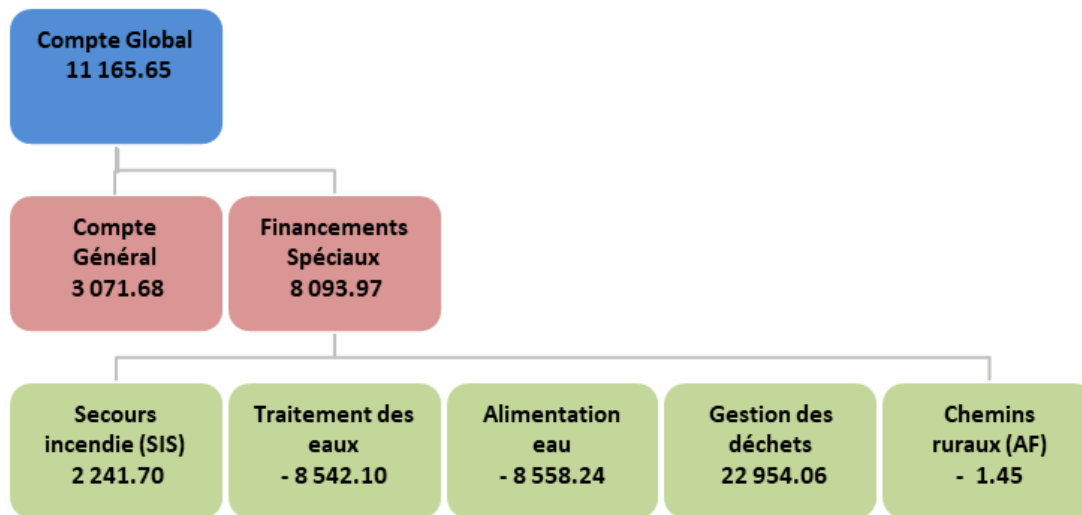 Compte Global
11 165.65
Compte
Général
3 071.68
Financements
Spéciaux
8 093.97
Secours
incendie (SIS)
2 241.70
Traitement des
eaux
- 8 542.10
Alimentation
eau
- 8 558.24
Gestion des
déchets
22 954.06
Chemins
ruraux (AF)
- 1.45